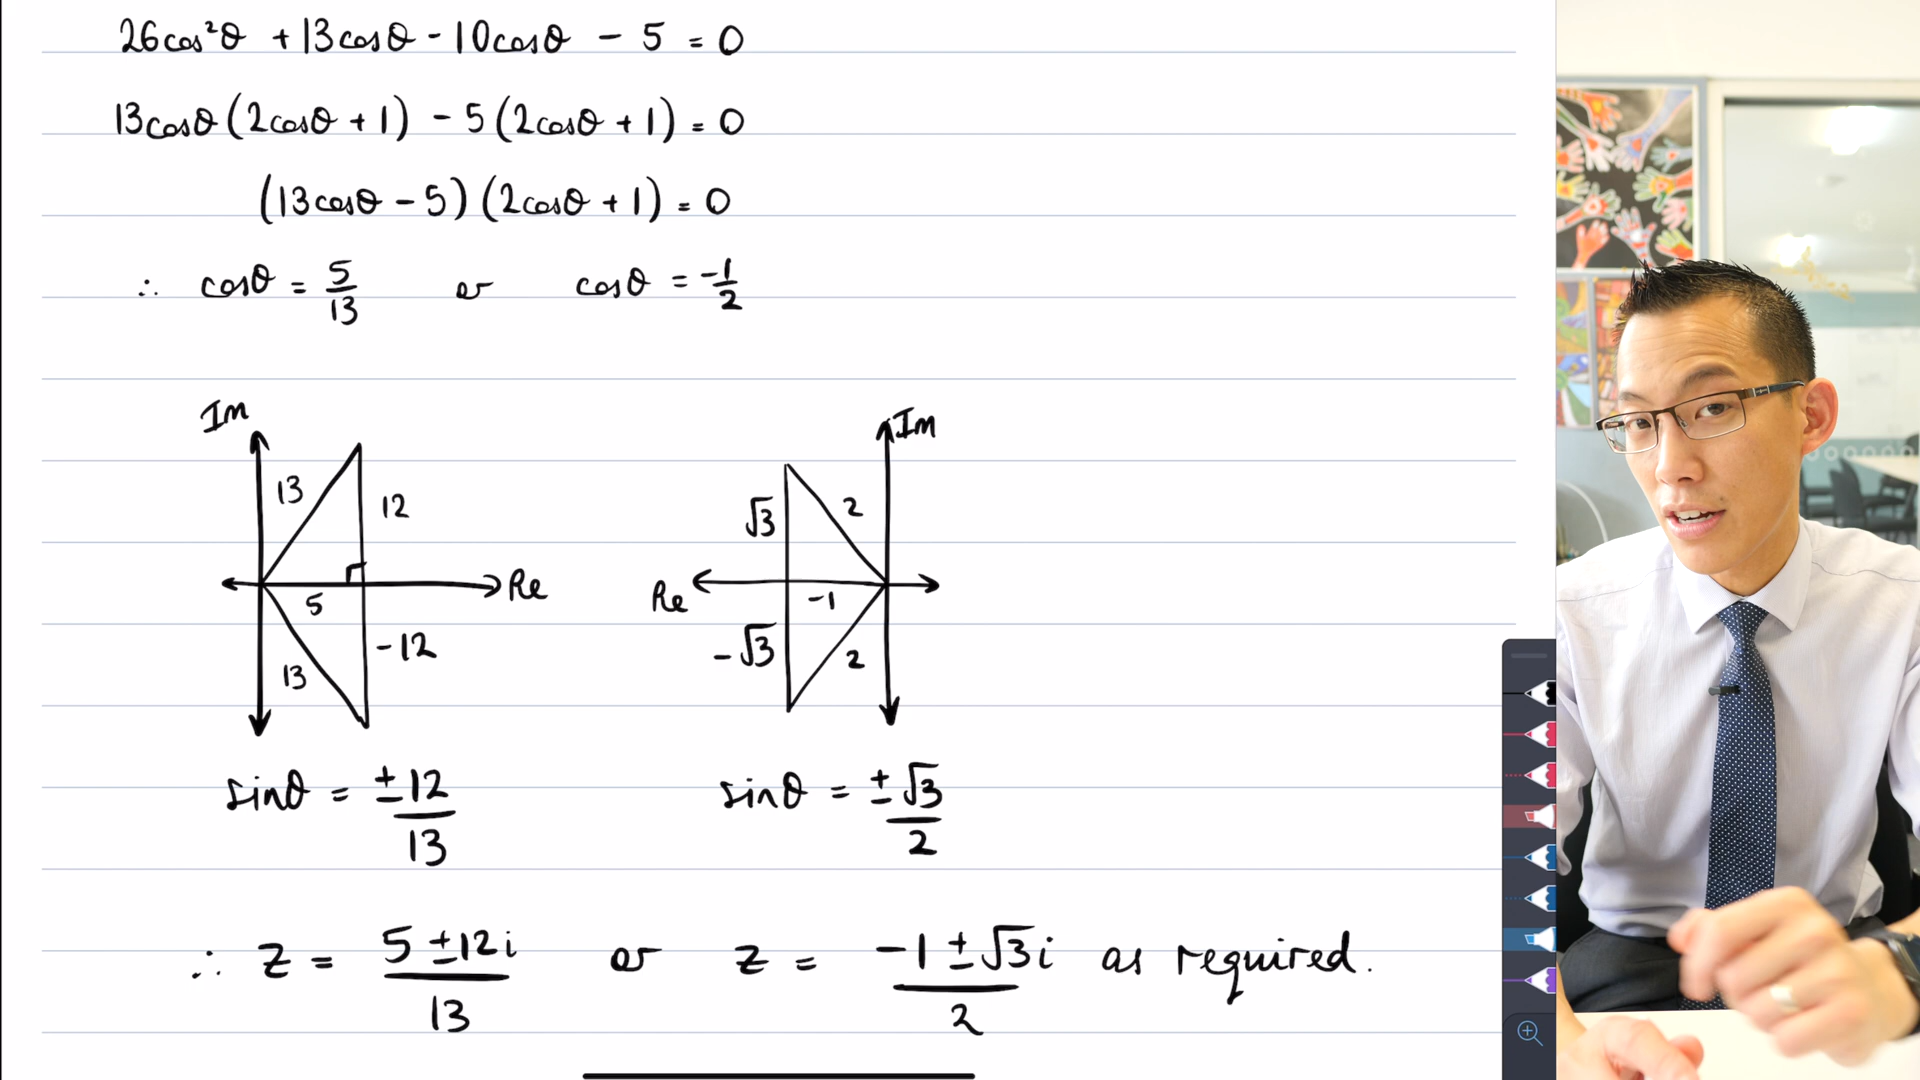 26cos²θ + 13cosθ - 10cosθ - 5 = 0
13cosθ(2cosθ + 1) - 5(2cosθ + 1) = 0
(13cosθ - 5)(2cosθ + 1) = 0
∴ cosθ = 5/13 or cosθ = -1/2
Im
13
12
Re
5
-12
13
Im
√3
2
Re
-1
-√3
2
sinθ = ±12/13
sinθ = ±√3/2
∴ z = (5 ± 12i)/13 or z = (-1 ± √3i)/2 as required.